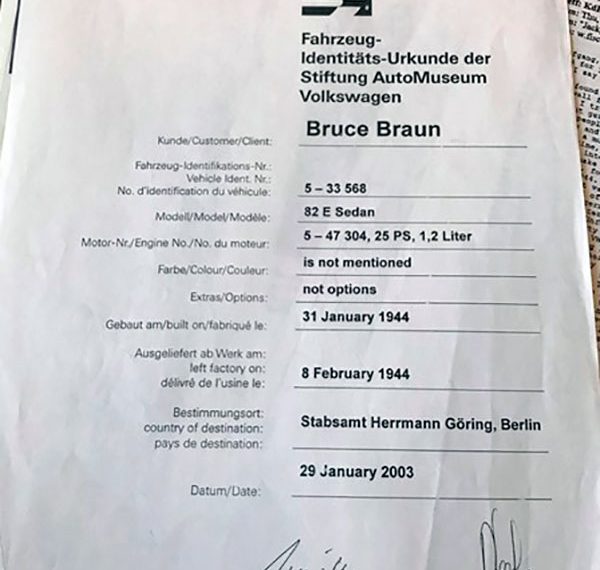 Fahrzeug-
Identitäts-Urkunde der
Stiftung AutoMuseum
Volkswagen
Kunde/Customer/Client: Bruce Braun
Fahrzeug-Identifikations-Nr.:
Vehicle Ident. Nr.:
No. d'identification du véhicule: 5 – 33 568
Modell/Model/Modèle: 82 E Sedan
Motor-Nr./Engine No./No. du moteur: 5 – 47 304, 25 PS, 1,2 Liter
Farbe/Colour/Couleur: is not mentioned
Extras/Options: not options
Gebaut am/built on/fabriqué le: 31 January 1944
Ausgeliefert ab Werk am:
left factory on: 8 February 1944
délivré de l'usine le:
Bestimmungsort:
country of destination: Stabsamt Herrmann Göring, Berlin
pays de destination:
29 January 2003
Datum/Date: